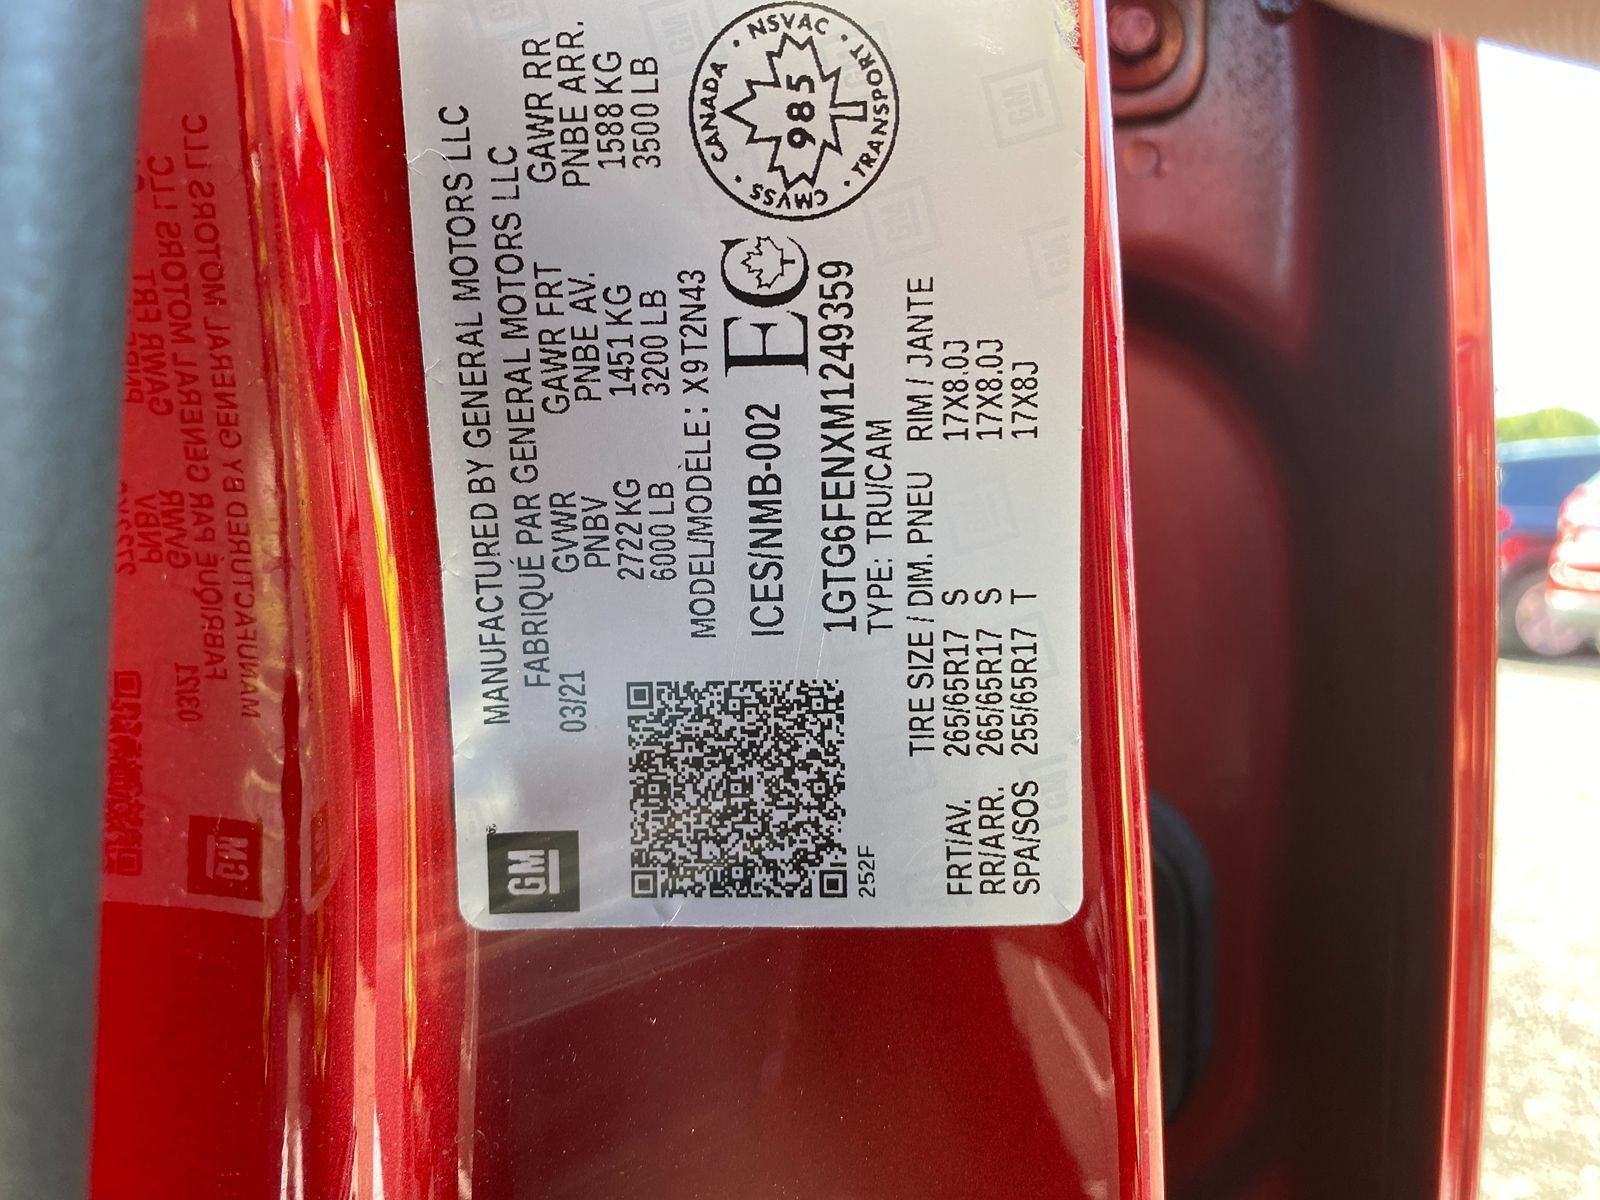 GM
MANUFACTURED BY GENERAL MOTORS LLC
FABRIQUÉ PAR GENERAL MOTORS LLC
03/21 GVWR GAWR FRT GAWR RR
PNBV PNBE AV. PNBE ARR.
2722 KG 1451 KG 1588 KG
6000 LB 3200 LB 3500 LB
MODEL/MODÈLE: X9T2N43
ICES/NMB-002 EC
T
CANADA · NSVAC · TRANSPORT · CMVSS
985
1GTG6FENXM1249359
252F TYPE: TRU/CAM
TIRE SIZE / DIM. PNEU RIM / JANTE
FRT/AV. 265/65R17 S 17X8.0J
RR/ARR. 265/65R17 S 17X8.0J
SPA/SOS 255/65R17 T 17X8J